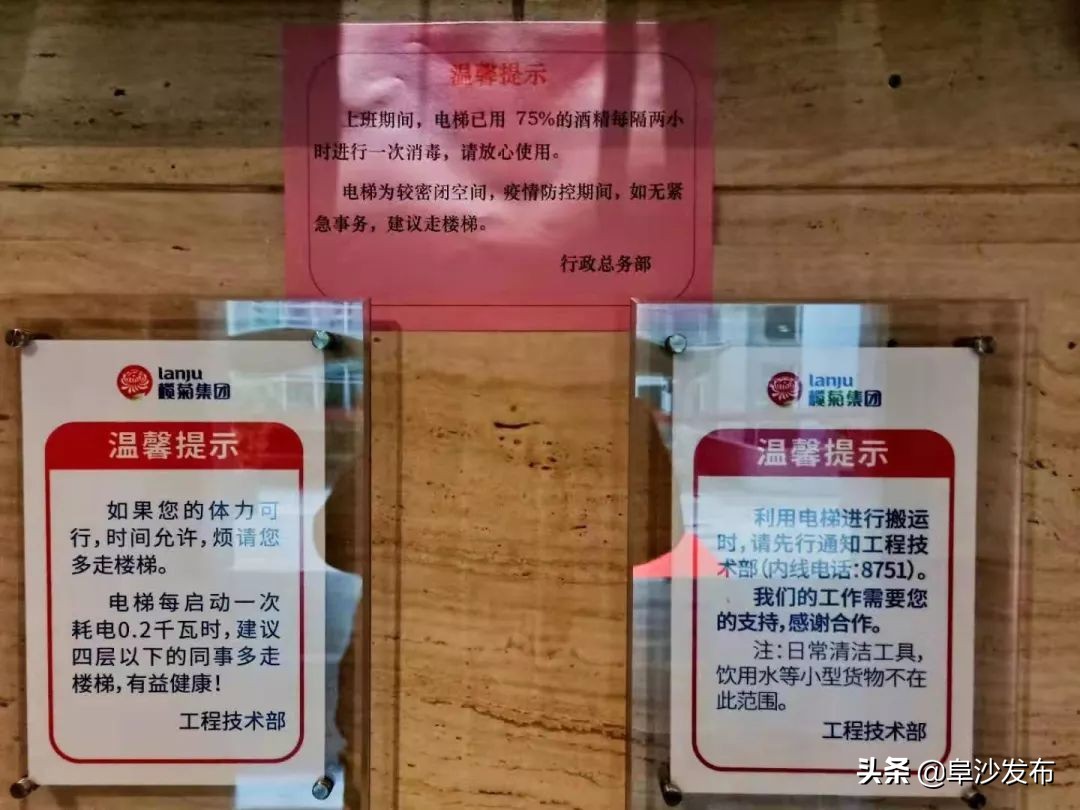 温馨提示
上班期间，电梯已用 75%的酒精每隔两小
时进行一次消毒，请放心使用。
电梯为较密闭空间，疫情防控期间，如无紧
急事务，建议走楼梯。
行政总务部
lanju
榄菊集团
温馨提示
如果您的体力可
行，时间允许，烦请您
多走楼梯。
电梯每启动一次
耗电0.2千瓦时，建议
四层以下的同事多走
楼梯，有益健康！
工程技术部
lanju
榄菊集团
温馨提示
利用电梯进行搬运
时，请先行通知工程技
术部（内线电话：8751）。
我们的工作需要您
的支持，感谢合作。
注：日常清洁工具，
饮用水等小型货物不在
此范围。
工程技术部
头条 @阜沙发布